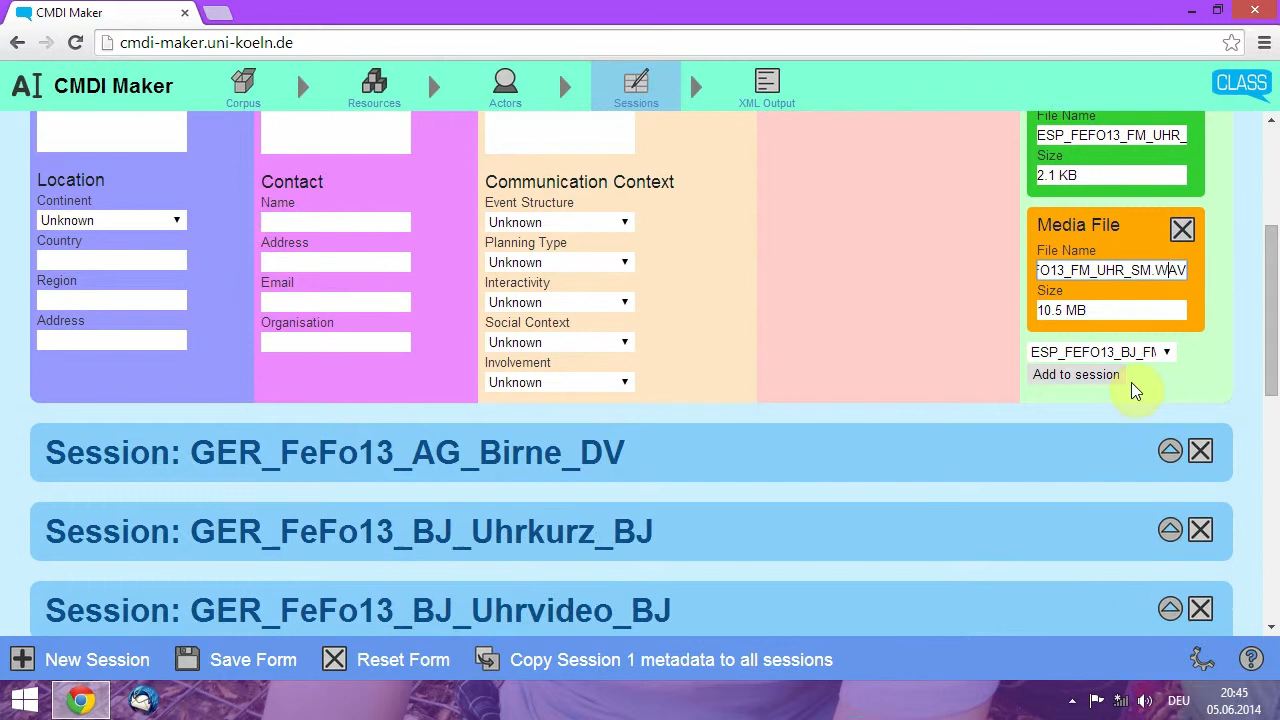 CMDI Maker
cmdi-maker.uni-koeln.de
AI CMDI Maker
Corpus
Resources
Actors
Sessions
XML Output
CLASS
Location
Continent
Unknown
Country
Region
Address
Contact
Name
Address
Email
Organisation
Communication Context
Event Structure
Unknown
Planning Type
Unknown
Interactivity
Unknown
Social Context
Unknown
Involvement
Unknown
File Name
ESP_FEFO13_FM_UHR_
Size
2.1 KB
Media File
File Name
FO13_FM_UHR_SM.WAV
Size
10.5 MB
ESP_FEFO13_BJ_FM
Add to session
Session: GER_FeFo13_AG_Birne_DV
Session: GER_FeFo13_BJ_Uhrkurz_BJ
Session: GER_FeFo13_BJ_Uhrvideo_BJ
New Session
Save Form
Reset Form
Copy Session 1 metadata to all sessions
DEU
20:45
05.06.2014